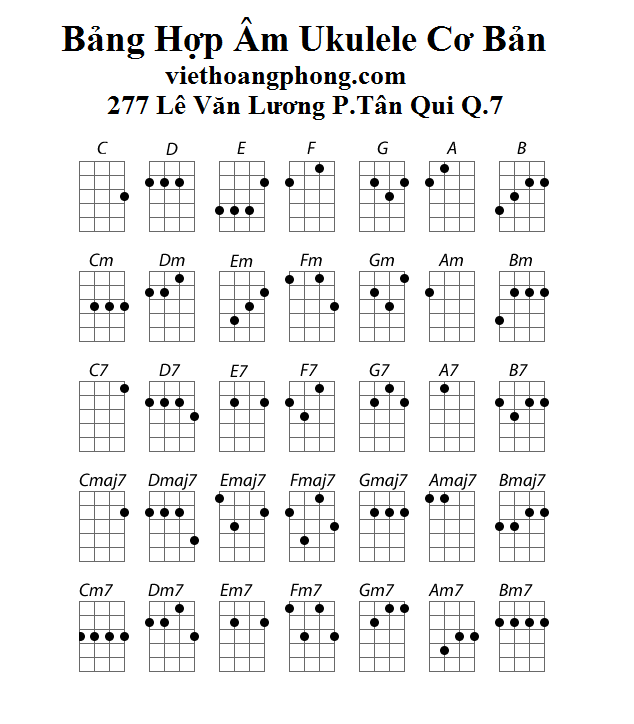 Bảng Hợp Âm Ukulele Cơ Bản
viethoangphong.com
277 Lê Văn Lương P.Tân Qui Q.7
C D E F G A B
Cm Dm Em Fm Gm Am Bm
C7 D7 E7 F7 G7 A7 B7
Cmaj7 Dmaj7 Emaj7 Fmaj7 Gmaj7 Amaj7 Bmaj7
Cm7 Dm7 Em7 Fm7 Gm7 Am7 Bm7